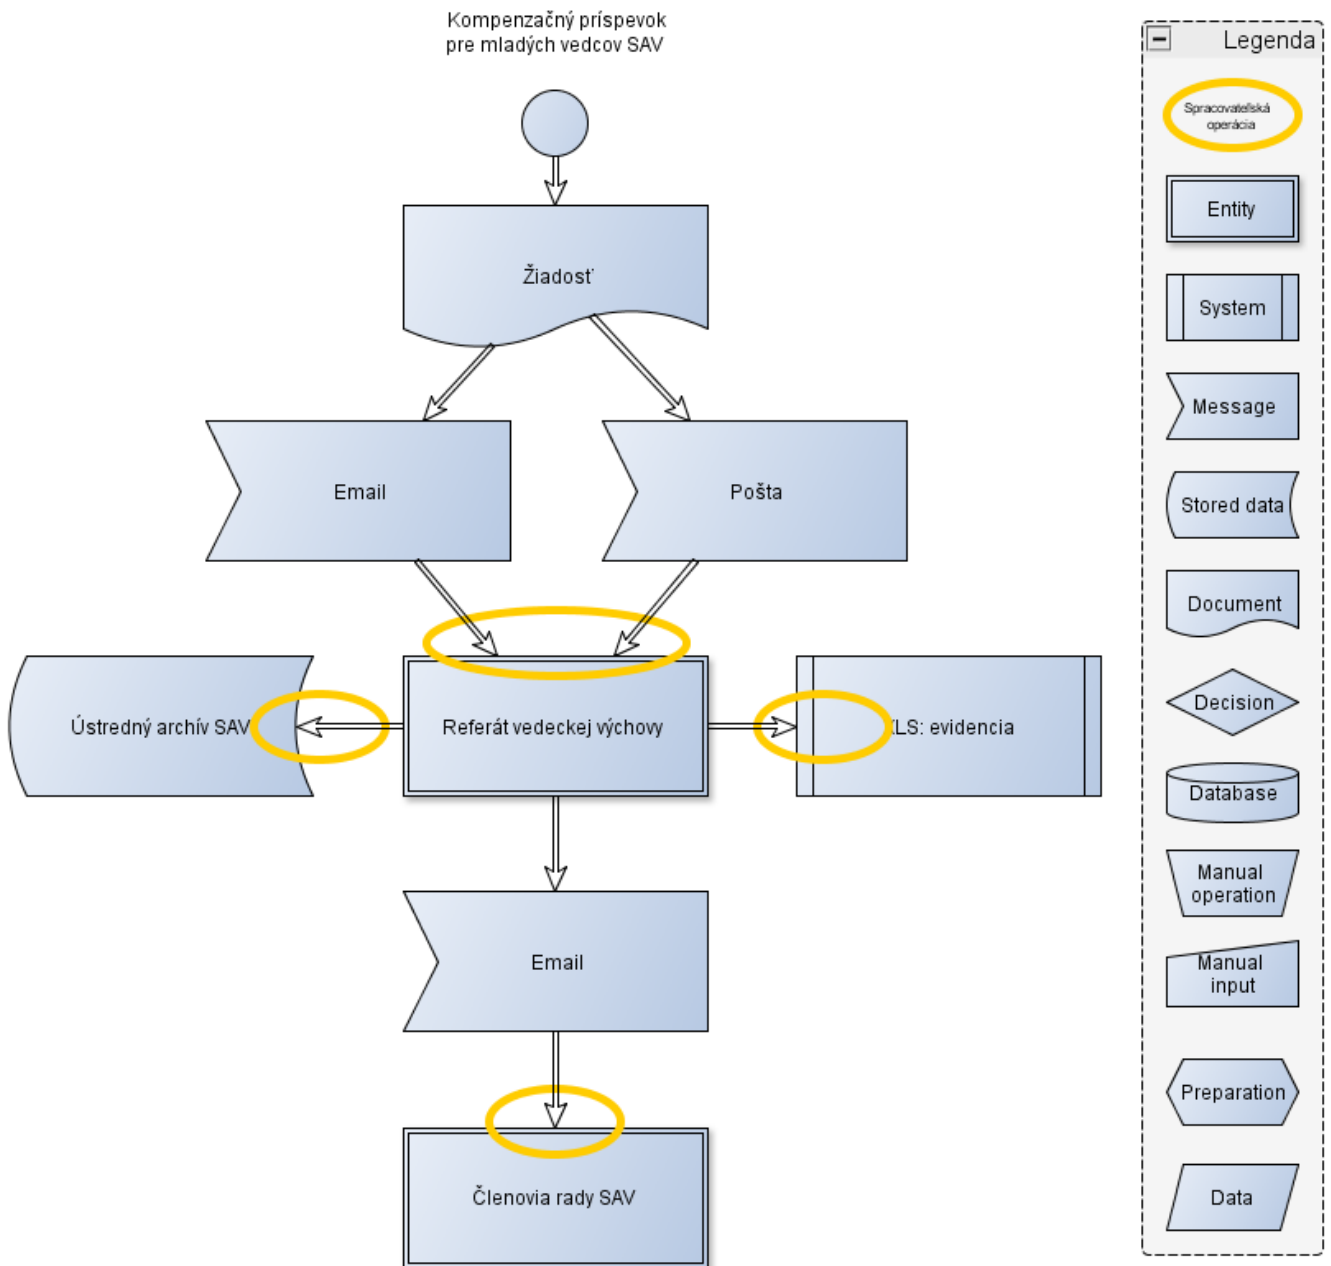 Kompenzačný príspevok
pre mladých vedcov SAV
Žiadosť
Email
Pošta
Ústredný archív SAV
Referát vedeckej výchovy
XLS: evidencia
Email
Členovia rady SAV
Legenda
Spracovateľská
operácia
Entity
System
Message
Stored data
Document
Decision
Database
Manual
operation
Manual
input
Preparation
Data